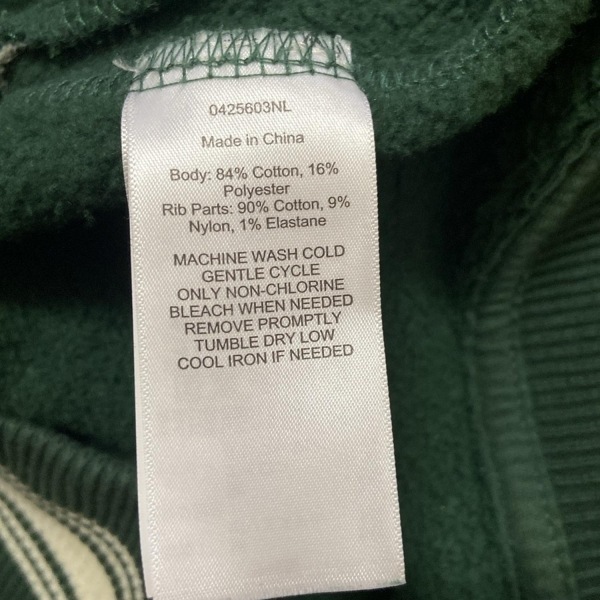 0425603NL
Made in China
Body: 84% Cotton, 16%
Polyester
Rib Parts: 90% Cotton, 9%
Nylon, 1% Elastane
MACHINE WASH COLD
GENTLE CYCLE
ONLY NON-CHLORINE
BLEACH WHEN NEEDED
REMOVE PROMPTLY
TUMBLE DRY LOW
COOL IRON IF NEEDED